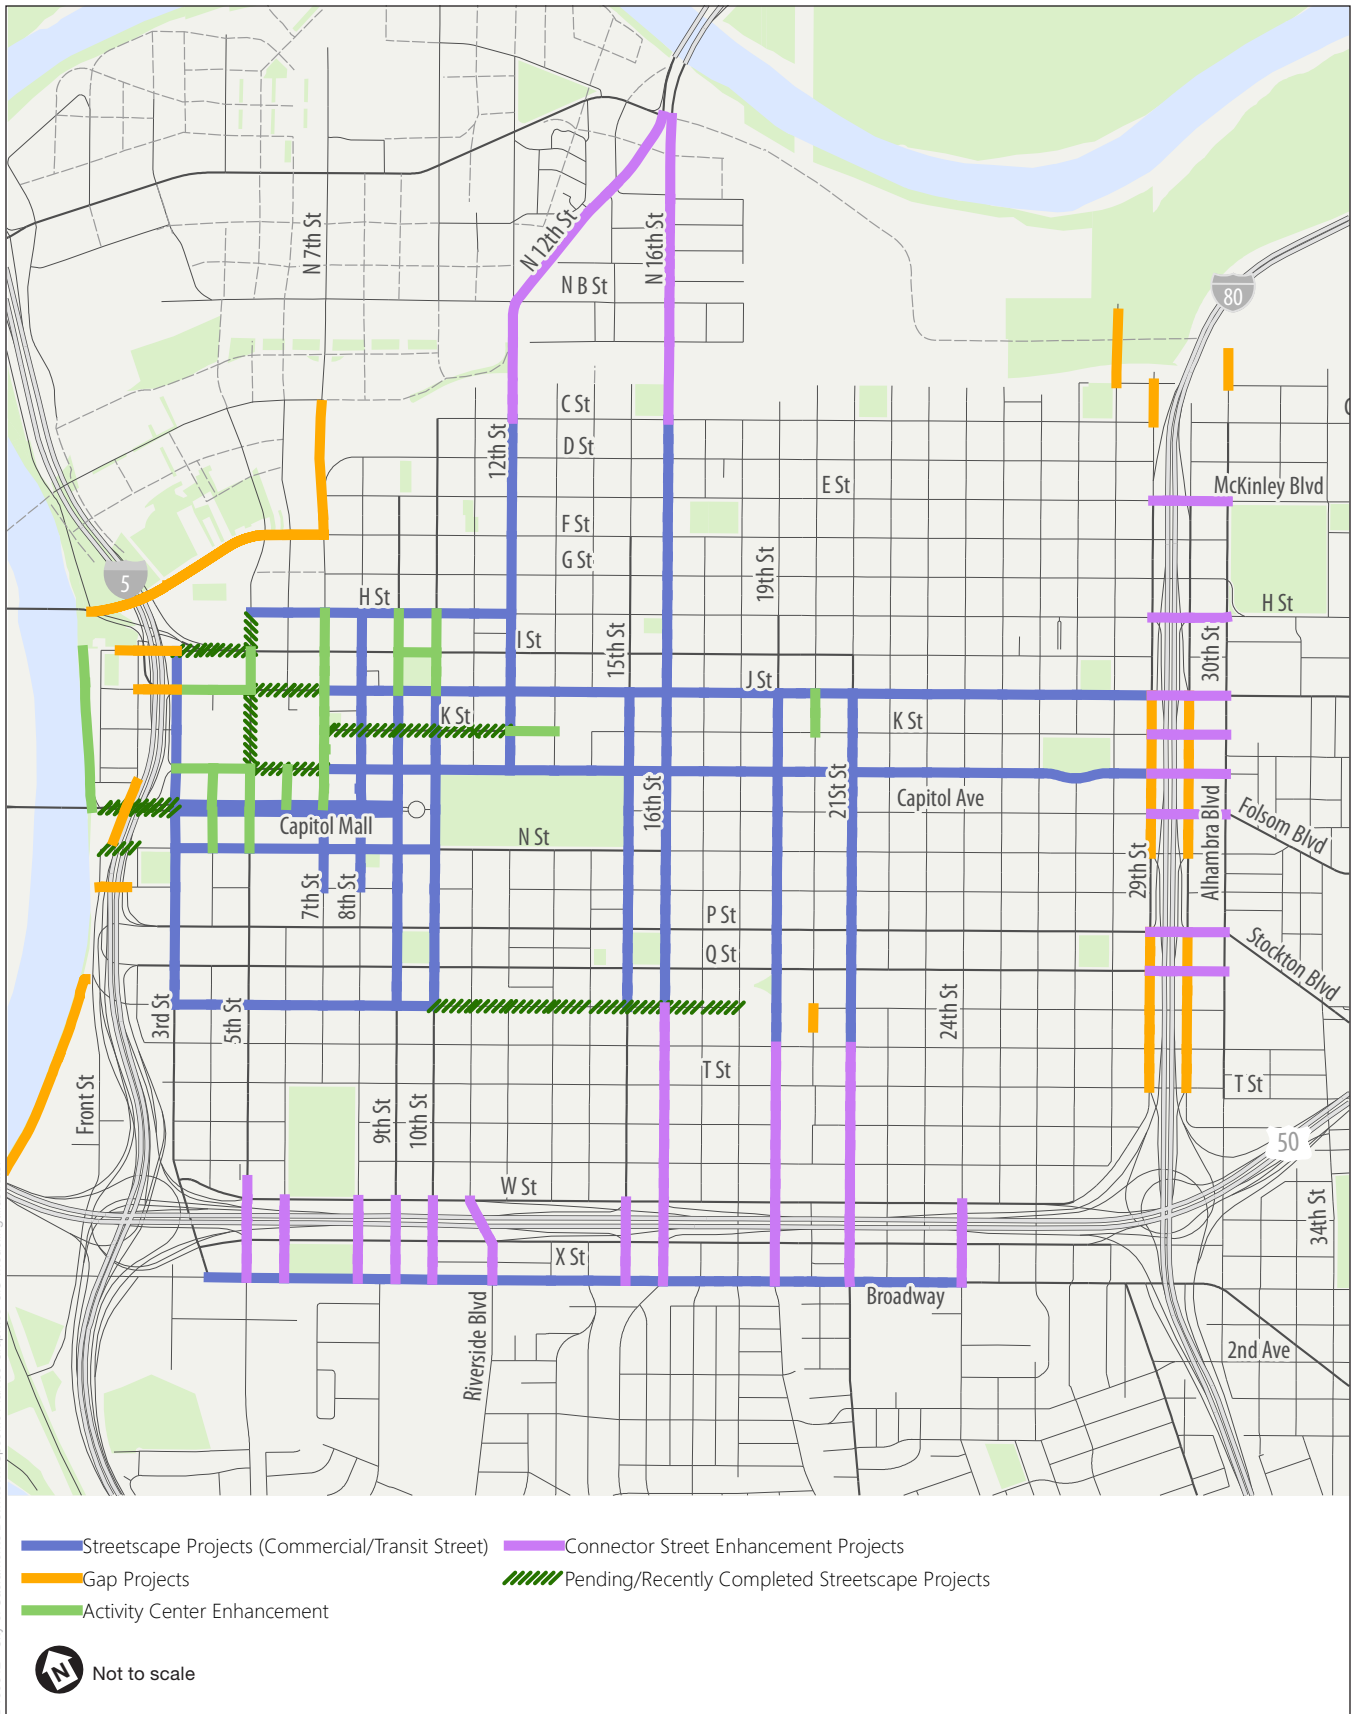 N 7th St
N 12th St
N 16th St
N B St
80
C St
12th St
D St
E St
McKinley Blvd
F St
G St
19th St
5
H St
H St
I St
15th St
30th St
J St
K St
K St
16th St
21St St
Capitol Ave
Capitol Mall
N St
Folsom Blvd
29th St
Alhambra Blvd
7th St
8th St
P St
Q St
Stockton Blvd
3rd St
5th St
24th St
T St
T St
Front St
9th St
10th St
50
W St
34th St
X St
Broadway
Riverside Blvd
2nd Ave
Streetscape Projects (Commercial/Transit Street)
Connector Street Enhancement Projects
Gap Projects
Pending/Recently Completed Streetscape Projects
Activity Center Enhancement
N
Not to scale